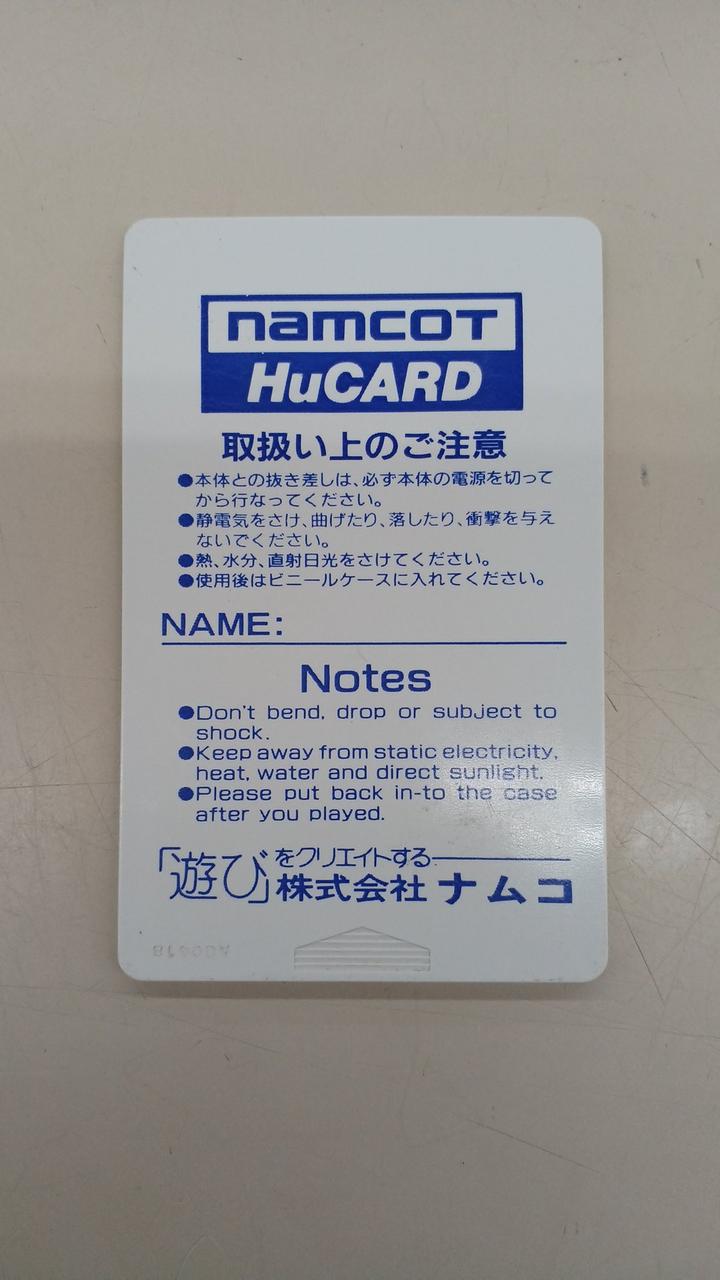 namcoT
HuCARD
取扱い上のご注意
●本体との抜き差しは、必ず本体の電源を切って
から行なってください。
●静電気をさけ、曲げたり、落したり、衝撃を与え
ないでください。
●熱、水分、直射日光をさけてください。
●使用後はビニールケースに入れてください。
NAME:
Notes
●Don't bend, drop or subject to
shock.
●Keep away from static electricity,
heat, water and direct sunlight.
●Please put back in-to the case
after you played.
「遊び」をクリエイトする
株式会社ナムコ